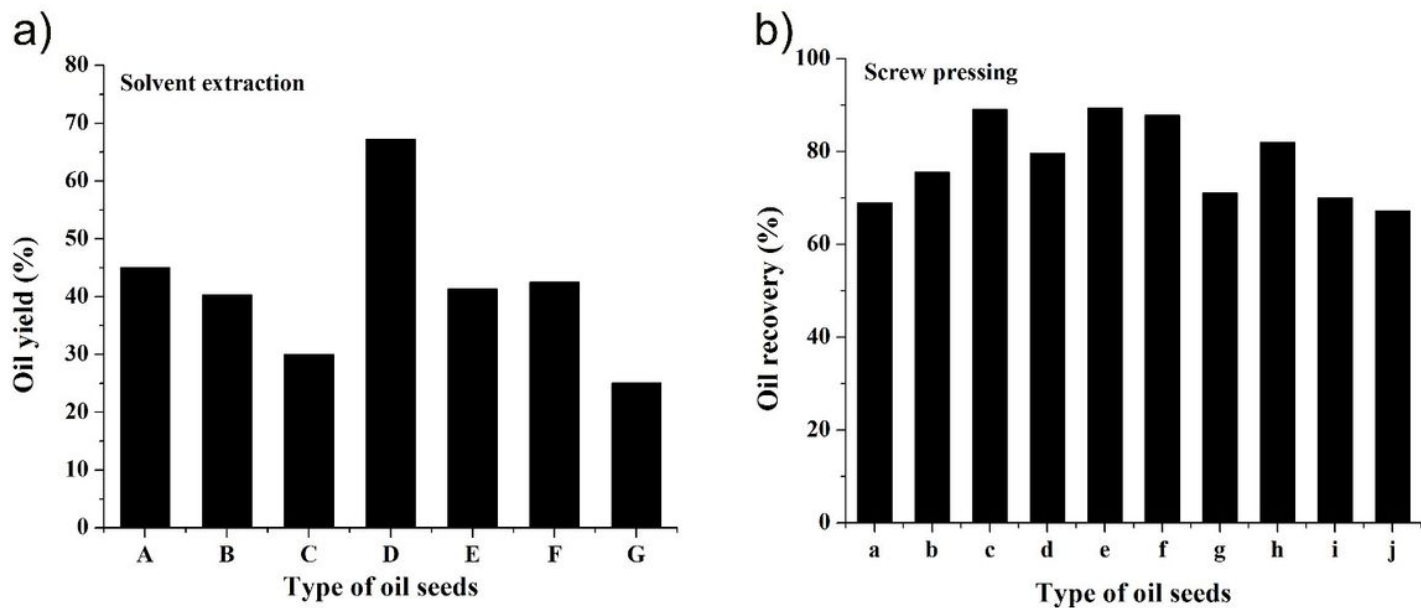 a)
Solvent extraction
Oil yield (%)
80
70
60
50
40
30
20
10
0
A B C D E F G
Type of oil seeds
b)
Screw pressing
Oil recovery (%)
100
80
60
40
20
0
a b c d e f g h i j
Type of oil seeds